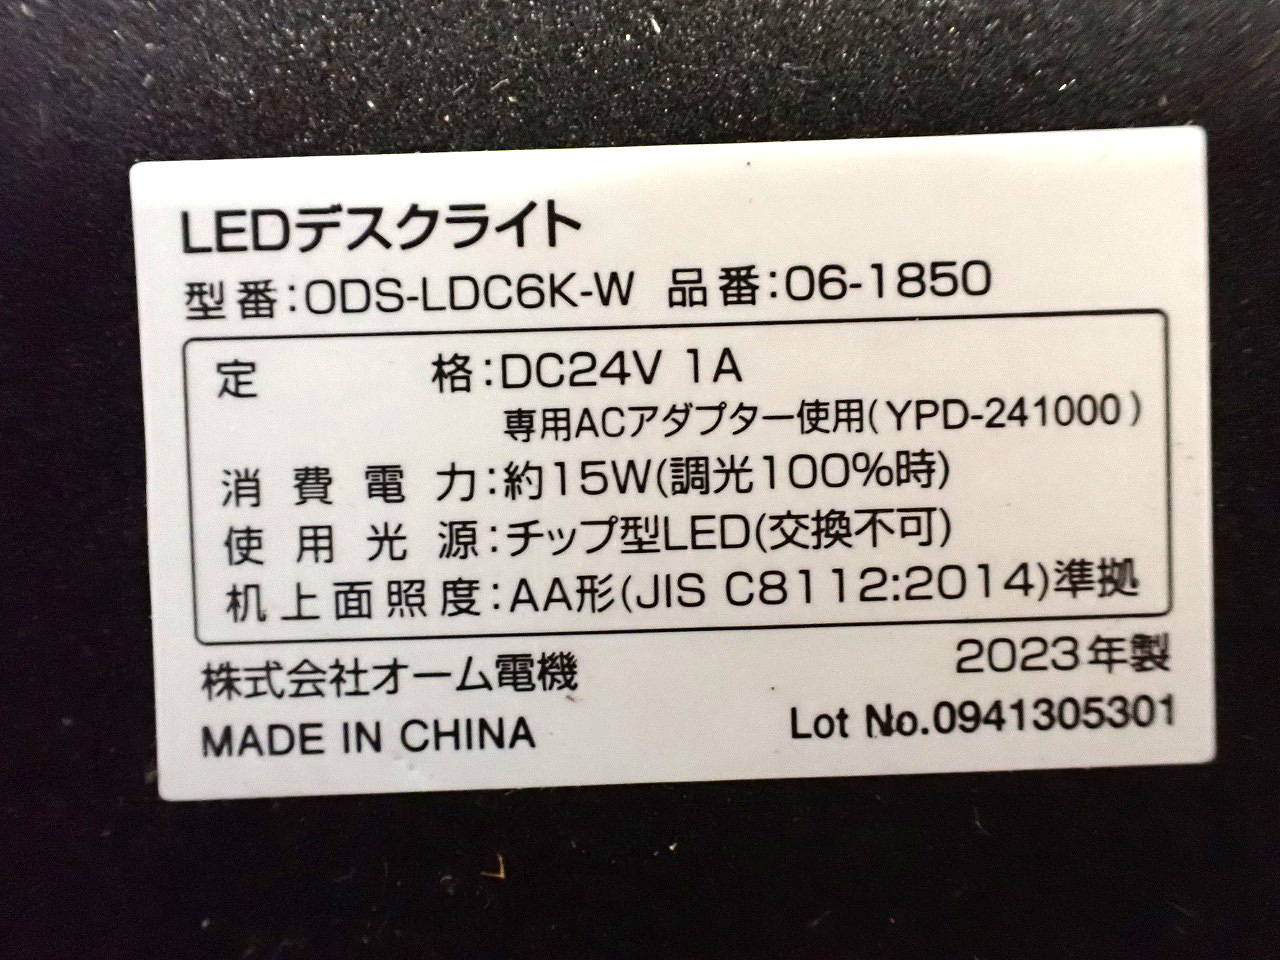 LEDデスクライト
型番:ODS-LDC6K-W 品番:06-1850
定格:DC24V 1A
専用ACアダプター使用(YPD-241000)
消費電力:約15W(調光100%時)
使用光源:チップ型LED(交換不可)
机上面照度:AA形(JIS C8112:2014)準拠
株式会社オーム電機
2023年製
MADE IN CHINA
Lot No.0941305301